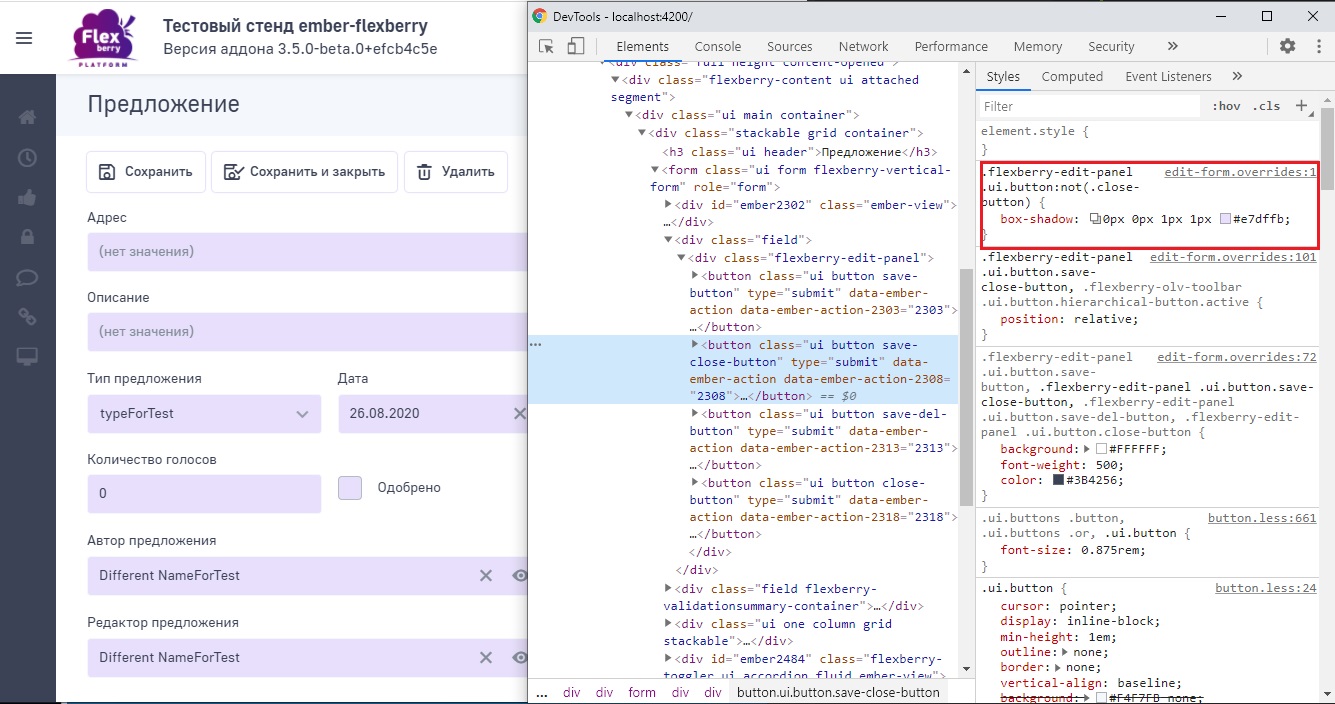 Flex
berry
PLATFORM
Тестовый стенд ember-flexberry
Версия аддона 3.5.0-beta.0+efcb4c5e
Предложение
Сохранить
Сохранить и закрыть
Удалить
Адрес
(нет значения)
Описание
(нет значения)
Тип предложения
Дата
typeForTest
26.08.2020
Количество голосов
0
Одобрено
Автор предложения
Different NameForTest
Редактор предложения
Different NameForTest
DevTools - localhost:4200/
Elements
Console
Sources
Network
Performance
Memory
Security
»
<div class="full height content-opened">
▼<div class="flexberry-content ui attached
segment">
▼<div class="ui main container">
▼<div class="stackable grid container">
<h3 class="ui header">Предложение</h3>
▼<form class="ui form flexberry-vertical-
form" role="form">
▶<div id="ember2302" class="ember-view">
…</div>
▼<div class="field">
▼<div class="flexberry-edit-panel">
▶<button class="ui button save-
button" type="submit" data-ember-
action data-ember-action-2303="2303">
…</button>
▶<button class="ui button save-
close-button" type="submit" data-
ember-action data-ember-action-2308=
"2308">…</button> == $0
▶<button class="ui button save-del-
button" type="submit" data-ember-
action data-ember-action-2313="2313">
…</button>
▶<button class="ui button close-
button" type="submit" data-ember-
action data-ember-action-2318="2318">
…</button>
</div>
</div>
▶<div class="field flexberry-
validationsummary-container">…</div>
▶<div class="ui one column grid
stackable">…</div>
▶<div id="ember2484" class="flexberry-
toggler ui accordion fluid ember-view">
... div div form div div button.ui.button.save-close-button
Styles
Computed
Event Listeners
»
Filter
:hov .cls +
element.style {
}
.flexberry-edit-panel edit-form.overrides:1
.ui.button:not(.close-
button) {
box-shadow: 0px 0px 1px 1px #e7dffb;
}
.flexberry-edit-panel edit-form.overrides:101
.ui.button.save-
close-button, .flexberry-olv-toolbar
.ui.button.hierarchical-button.active {
position: relative;
}
.flexberry-edit-panel edit-form.overrides:72
.ui.button.save-
button, .flexberry-edit-panel .ui.button.save-
close-button, .flexberry-edit-panel
.ui.button.save-del-button, .flexberry-edit-
panel .ui.button.close-button {
background: ▶ #FFFFFF;
font-weight: 500;
color: #3B4256;
}
.ui.buttons .button, button.less:661
.ui.buttons .or, .ui.button {
font-size: 0.875rem;
}
.ui.button { button.less:24
cursor: pointer;
display: inline-block;
min-height: 1em;
outline: ▶ none;
border: ▶ none;
vertical-align: baseline;
background: ▶ #F4F7FB none;